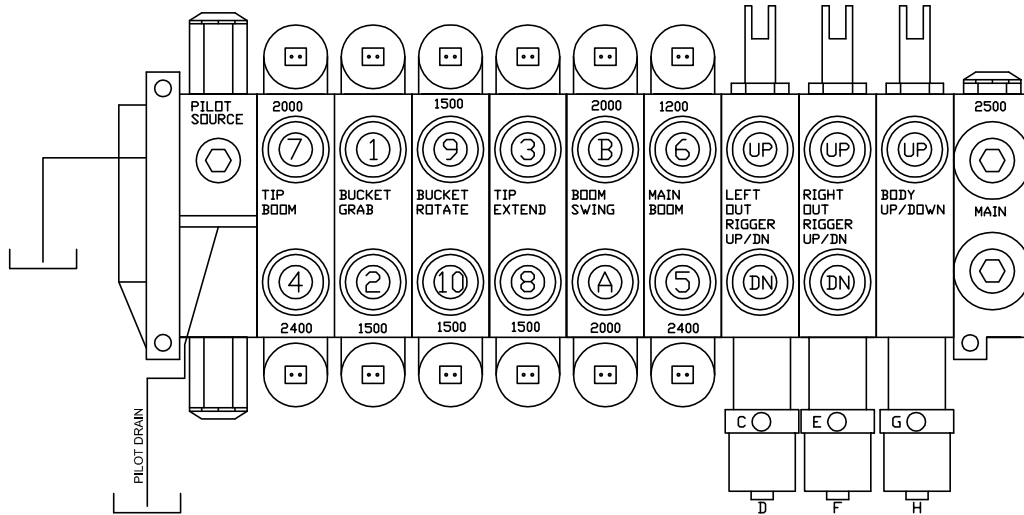 PILOT
SOURCE
2000
1500
2000
1200
2500
7
1
9
3
B
6
UP
UP
UP
TIP
BOOM
BUCKET
GRAB
BUCKET
ROTATE
TIP
EXTEND
BOOM
SWING
MAIN
BOOM
LEFT
OUT
RIGGER
UP/DN
RIGHT
OUT
RIGGER
UP/DN
BODY
UP/DOWN
MAIN
4
2
10
8
A
5
DN
DN
2400
1500
1500
1500
2000
2400
PILOT DRAIN
C
E
G
D
F
H